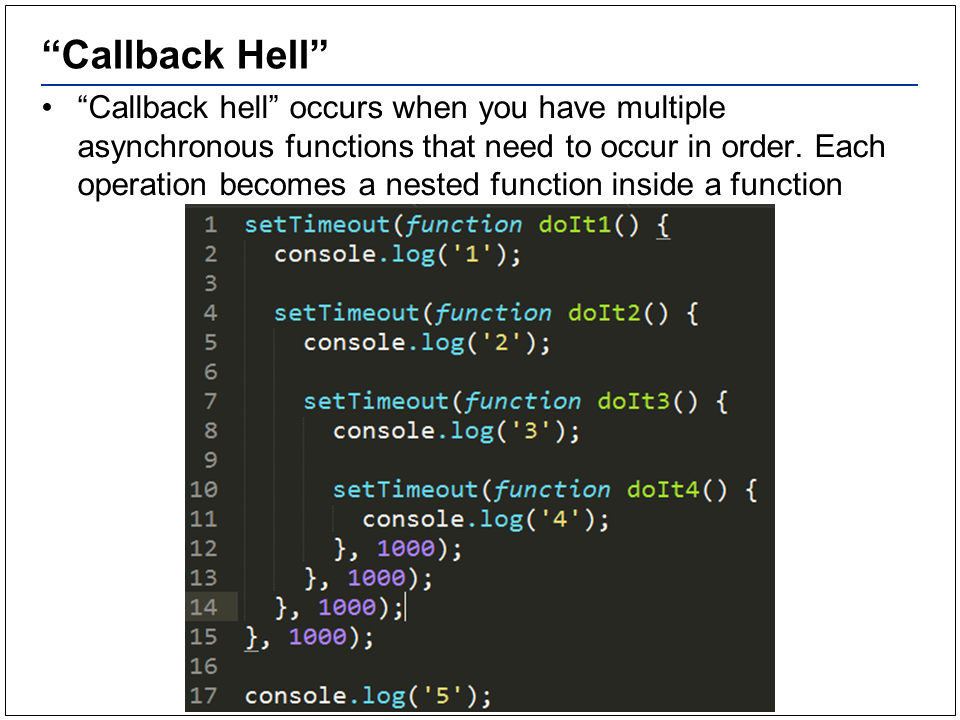 “Callback Hell”
• “Callback hell” occurs when you have multiple
asynchronous functions that need to occur in order. Each
operation becomes a nested function inside a function
1 setTimeout(function doIt1() {
2   console.log('1');
3
4   setTimeout(function doIt2() {
5     console.log('2');
6
7     setTimeout(function doIt3() {
8       console.log('3');
9
10       setTimeout(function doIt4() {
11         console.log('4');
12       }, 1000);
13     }, 1000);
14   }, 1000);
15 }, 1000);
16
17 console.log('5');